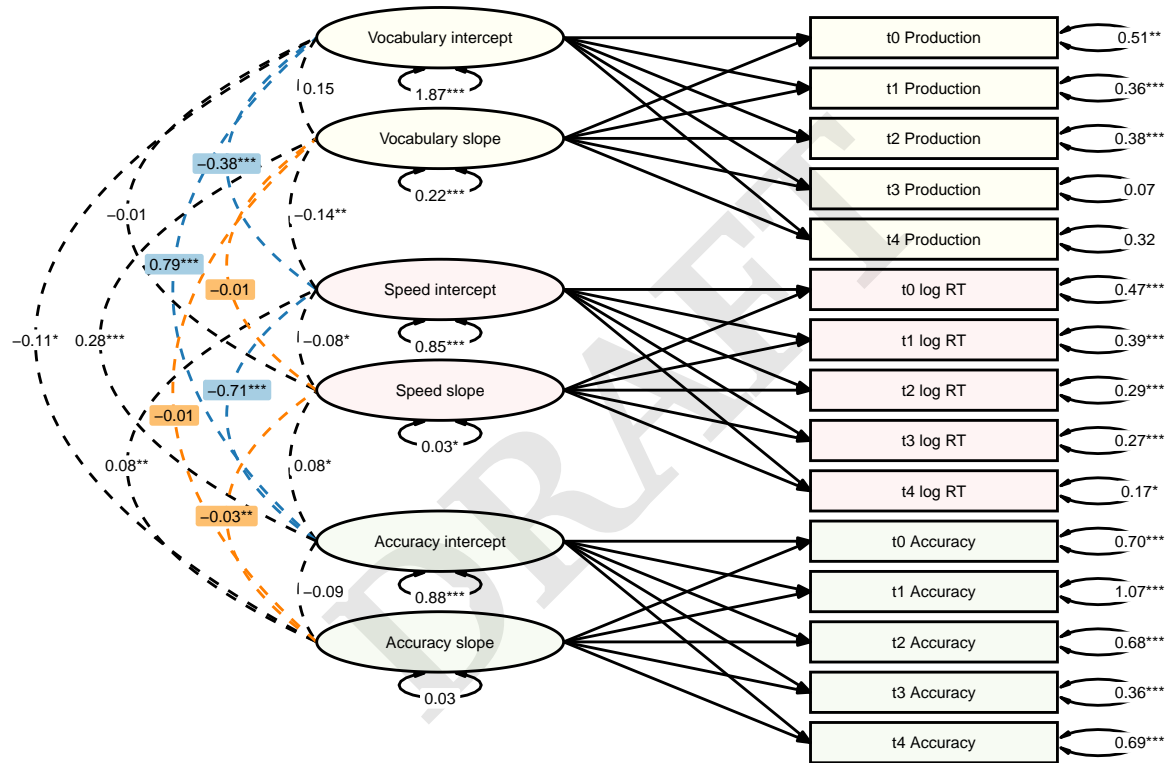 Vocabulary intercept
t0 Production
0.51**
0.15
1.87***
t1 Production
0.36***
Vocabulary slope
t2 Production
0.38***
−0.38***
0.22***
t3 Production
0.07
−0.01
−0.14**
t4 Production
0.32
0.79***
−0.01
Speed intercept
t0 log RT
0.47***
−0.11*
0.28***
−0.08*
0.85***
t1 log RT
0.39***
−0.71***
Speed slope
t2 log RT
0.29***
−0.01
0.03*
t3 log RT
0.27***
0.08**
0.08*
t4 log RT
0.17*
−0.03**
Accuracy intercept
t0 Accuracy
0.70***
−0.09
0.88***
t1 Accuracy
1.07***
Accuracy slope
t2 Accuracy
0.68***
0.03
t3 Accuracy
0.36***
t4 Accuracy
0.69***
DRAFT